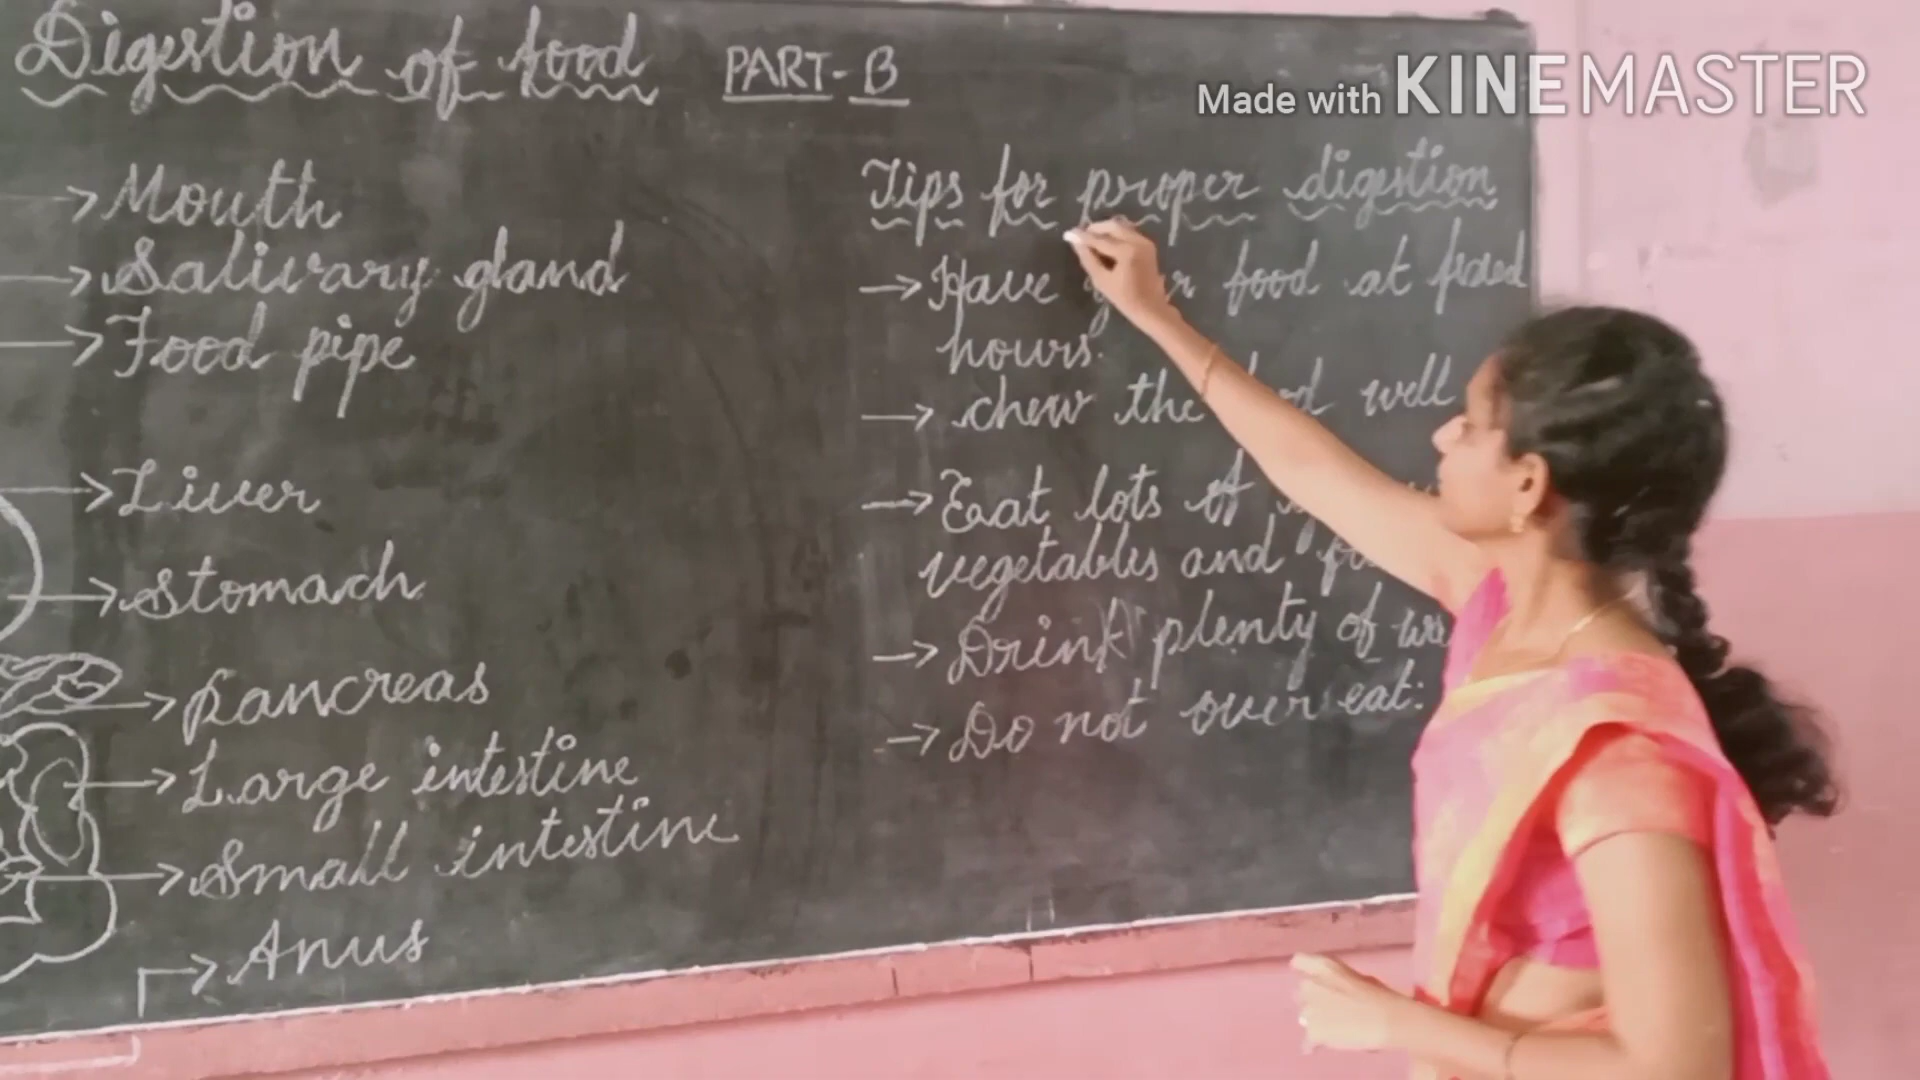 Digestion of food PART-B
Made with KINEMASTER
Mouth
Salivary gland
Food pipe
Liver
Stomach
Pancreas
Large intestine
Small intestine
Anus
Tips for proper digestion
→Have food at fixed
hours.
→ chew the well
→Eat lots of
vegetables and
→Drink plenty of
→Do not over eat: